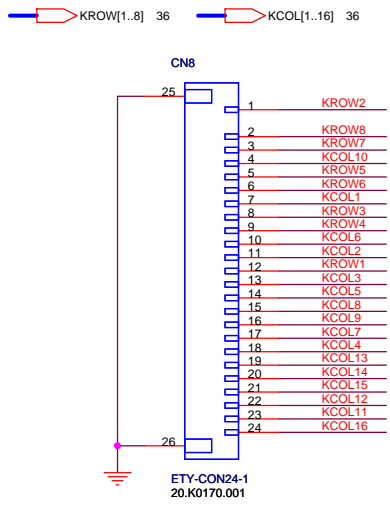 KROW[1..8] 36 KCOL[1..16] 36
CN8
25
1 KROW2
2 KROW8
3 KROW7
4 KCOL10
5 KROW5
6 KROW6
7 KCOL1
8 KROW3
9 KROW4
10 KCOL6
11 KCOL2
12 KROW1
13 KCOL3
14 KCOL5
15 KCOL8
16 KCOL9
17 KCOL7
18 KCOL4
19 KCOL13
20 KCOL14
21 KCOL15
22 KCOL12
23 KCOL11
24 KCOL16
26
ETY-CON24-1
20.K0170.001